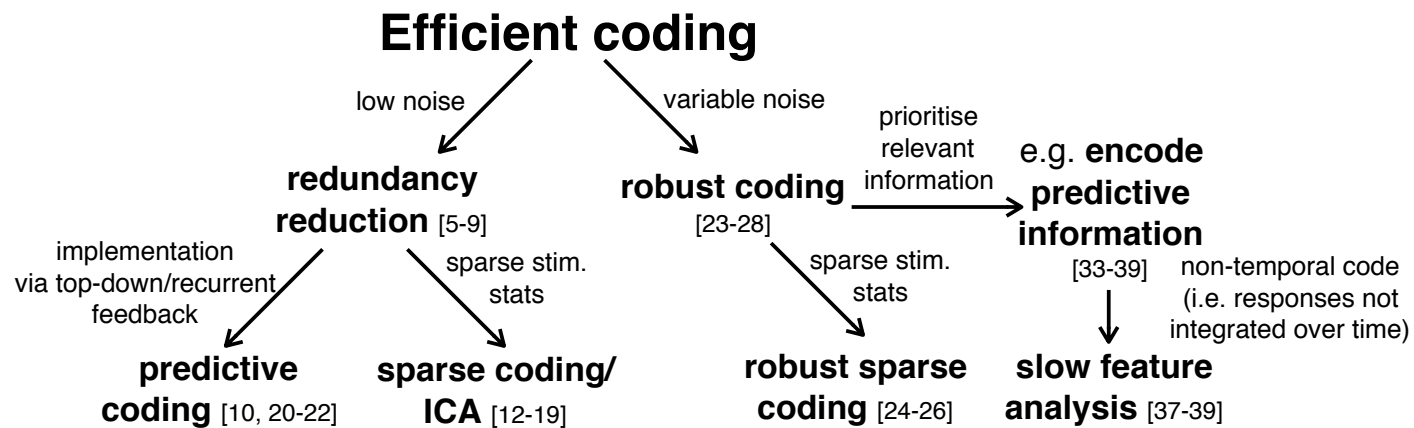 Efficient coding
low noise
variable noise
prioritise
relevant
information
e.g. encode
predictive
information
[33-39]
redundancy
reduction [5-9]
robust coding
[23-28]
implementation
via top-down/recurrent
feedback
sparse stim.
stats
sparse stim.
stats
non-temporal code
(i.e. responses not
integrated over time)
predictive
coding [10, 20-22]
sparse coding/
ICA [12-19]
robust sparse
coding [24-26]
slow feature
analysis [37-39]